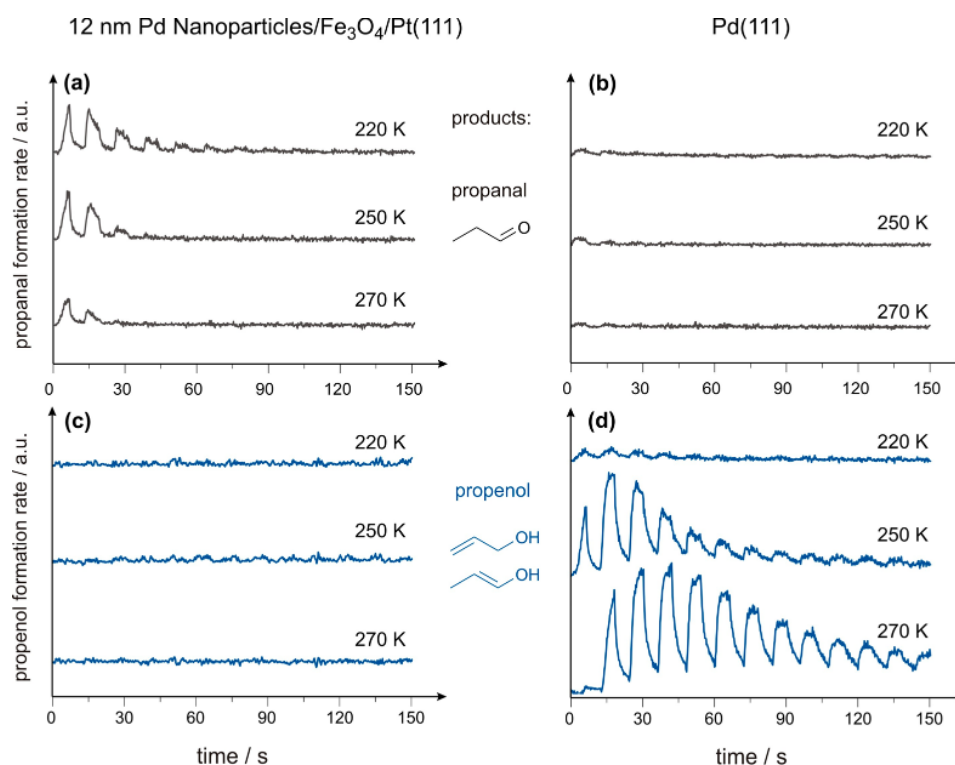 12 nm Pd Nanoparticles/Fe₃O₄/Pt(111)
Pd(111)
propanal formation rate / a.u.
(a)
220 K
250 K
270 K
0 30 60 90 120 150
products:
propanal
O
(b)
220 K
250 K
270 K
0 30 60 90 120 150
propenol formation rate / a.u.
(c)
220 K
250 K
270 K
0 30 60 90 120 150
time / s
propenol
OH
OH
(d)
220 K
250 K
270 K
0 30 60 90 120 150
time / s